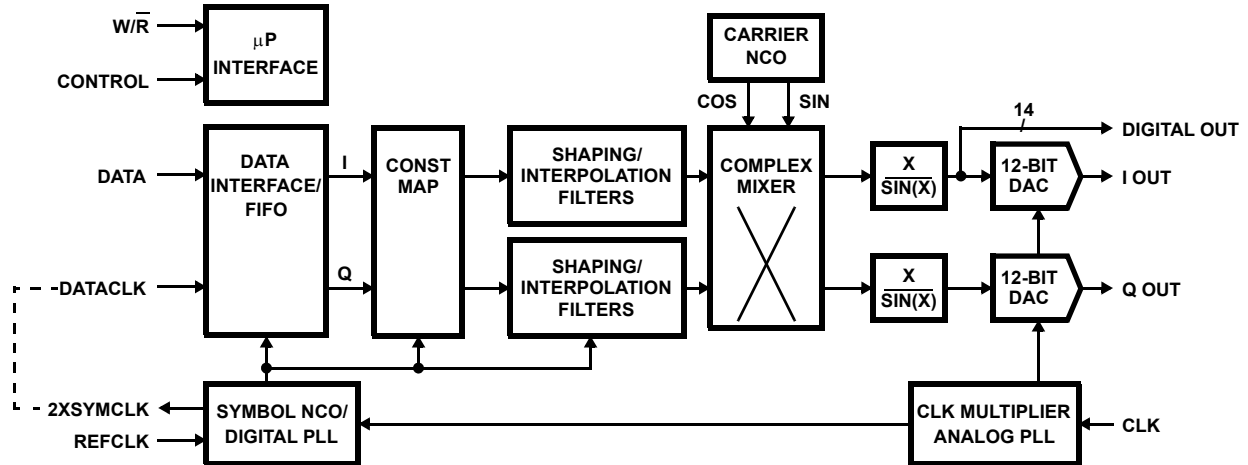 W/R̅
CONTROL
μP
INTERFACE
CARRIER
NCO
COS
SIN
14
DIGITAL OUT
DATA
DATA
INTERFACE/
FIFO
I
CONST
MAP
SHAPING/
INTERPOLATION
FILTERS
COMPLEX
MIXER
X
SIN(X)
12-BIT
DAC
I OUT
DATACLK
Q
SHAPING/
INTERPOLATION
FILTERS
X
SIN(X)
12-BIT
DAC
Q OUT
2XSYMCLK
REFCLK
SYMBOL NCO/
DIGITAL PLL
CLK MULTIPLIER
ANALOG PLL
CLK